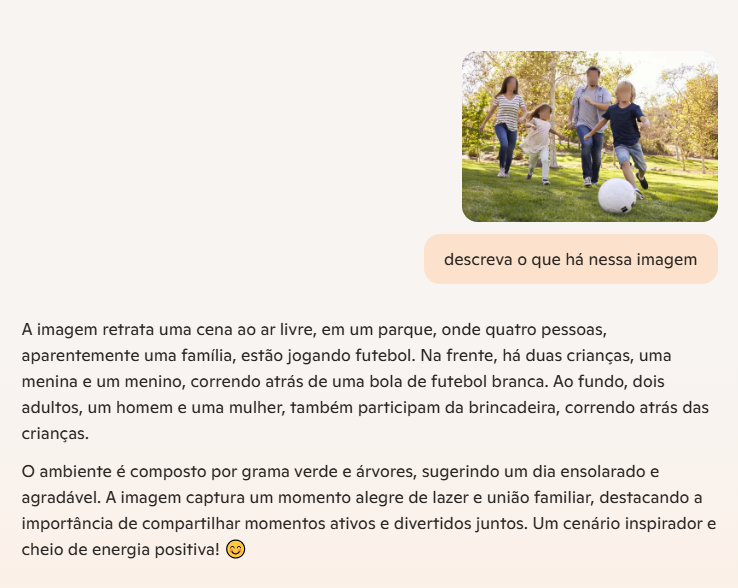 descreva o que há nessa imagem
A imagem retrata uma cena ao ar livre, em um parque, onde quatro pessoas,
aparentemente uma família, estão jogando futebol. Na frente, há duas crianças, uma
menina e um menino, correndo atrás de uma bola de futebol branca. Ao fundo, dois
adultos, um homem e uma mulher, também participam da brincadeira, correndo atrás das
crianças.
O ambiente é composto por grama verde e árvores, sugerindo um dia ensolarado e
agradável. A imagem captura um momento alegre de lazer e união familiar, destacando a
importância de compartilhar momentos ativos e divertidos juntos. Um cenário inspirador e
cheio de energia positiva! 😊